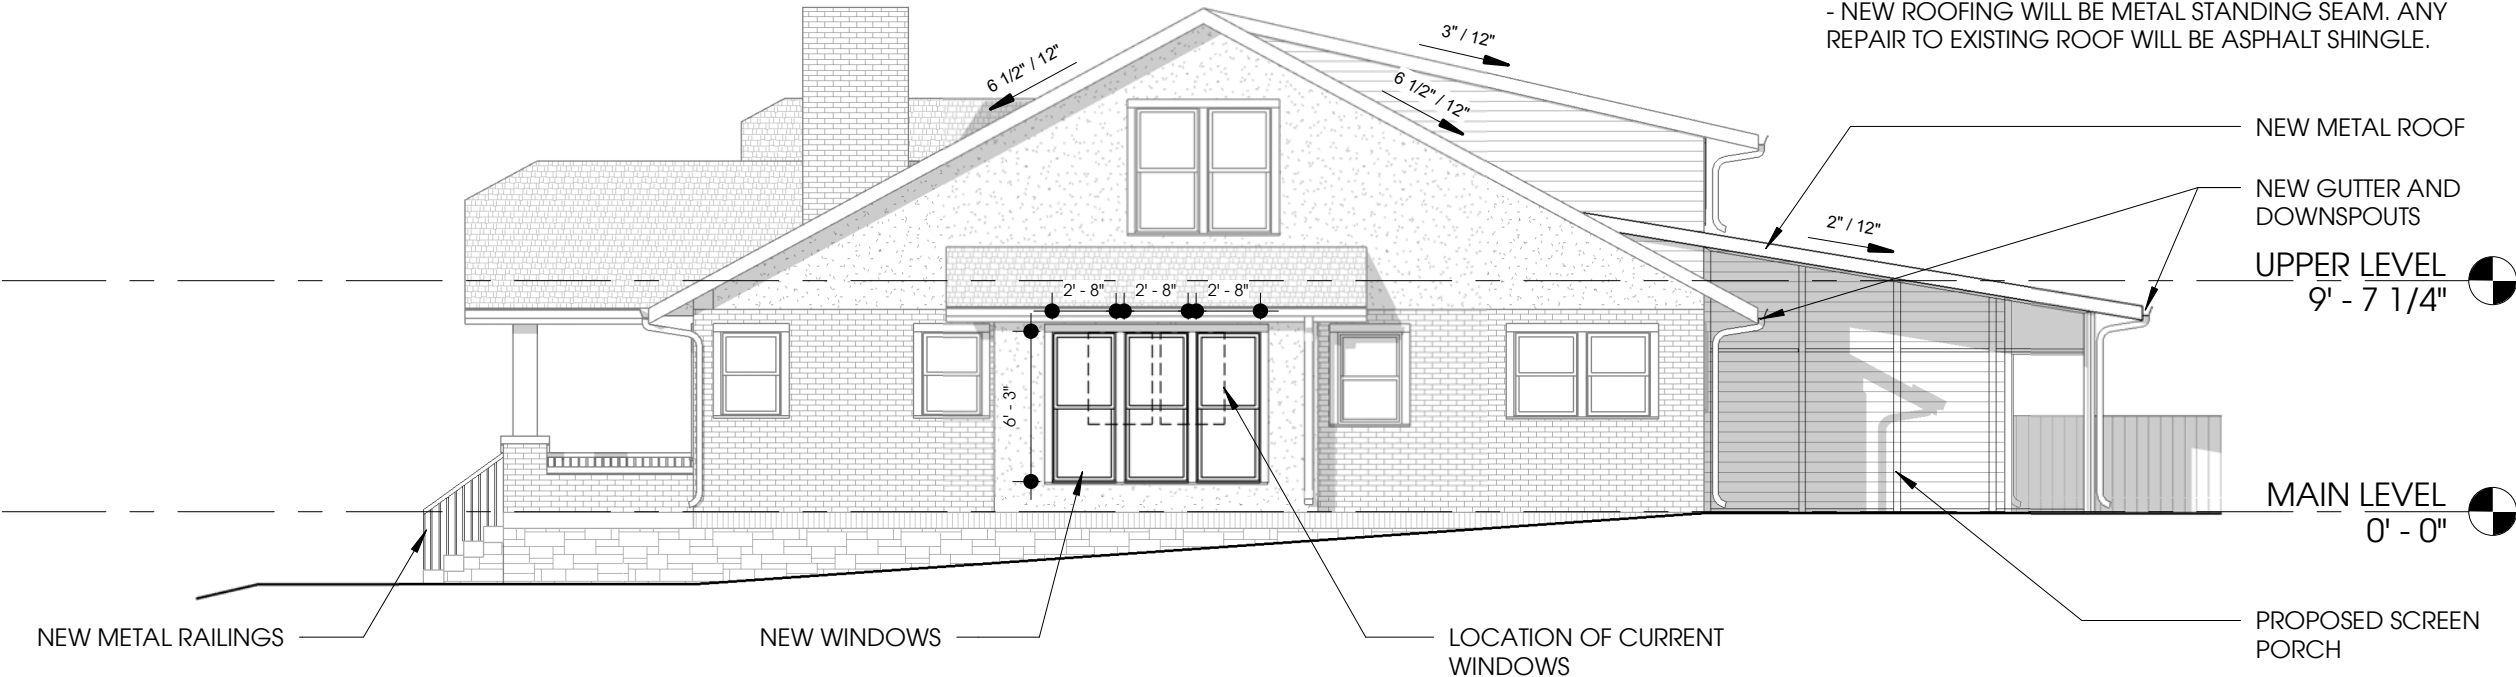 - NEW ROOFING WILL BE METAL STANDING SEAM. ANY
REPAIR TO EXISTING ROOF WILL BE ASPHALT SHINGLE.
3" / 12"
6 1/2" / 12"
6 1/2" / 12"
NEW METAL ROOF
NEW GUTTER AND
DOWNSPOUTS
2" / 12"
UPPER LEVEL
9' - 7 1/4"
2' - 8"
2' - 8"
2' - 8"
6' - 3"
MAIN LEVEL
0' - 0"
NEW METAL RAILINGS
NEW WINDOWS
LOCATION OF CURRENT
WINDOWS
PROPOSED SCREEN
PORCH